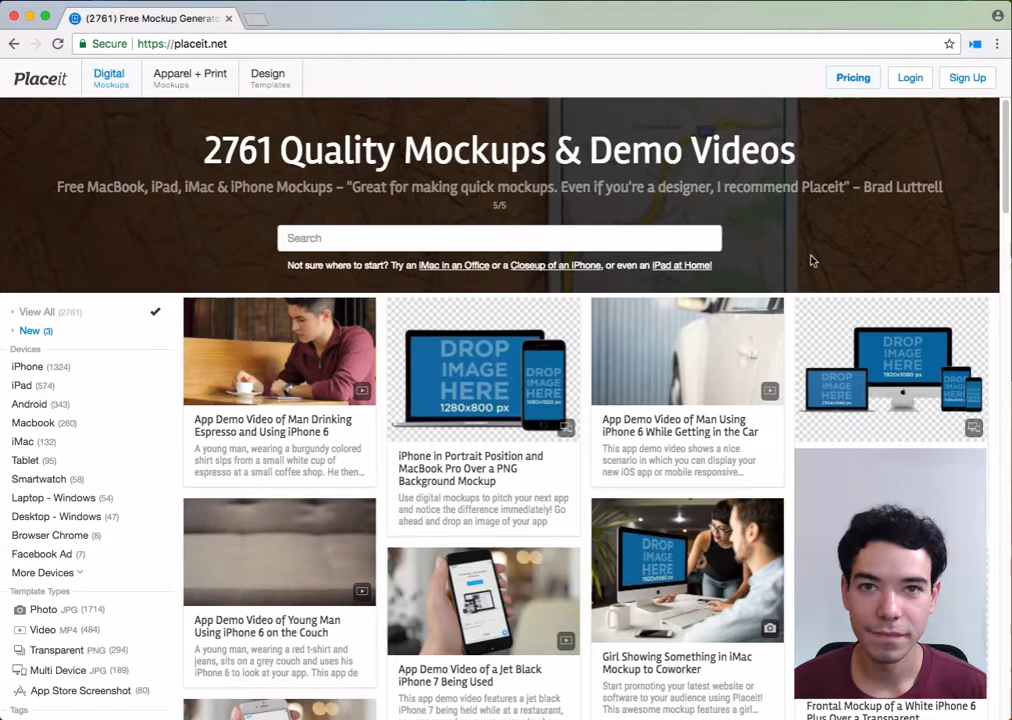 (2761) Free Mockup Generato
Secure https://placeit.net
Placeit
Digital
Mockups
Apparel + Print
Mockups
Design
Templates
Pricing
Login
Sign Up
2761 Quality Mockups & Demo Videos
Free MacBook, iPad, iMac & iPhone Mockups – "Great for making quick mockups. Even if you're a designer, I recommend Placeit" – Brad Luttrell
5/5
Search
Not sure where to start? Try an iMac in an Office or a Closeup of an iPhone, or even an iPad at Home!
View All (2761)
New (3)
Devices
iPhone (1324)
iPad (574)
Android (343)
Macbook (260)
iMac (132)
Tablet (95)
Smartwatch (58)
Laptop - Windows (54)
Desktop - Windows (47)
Browser Chrome (8)
Facebook Ad (7)
More Devices
Template Types
Photo JPG (1714)
Video MP4 (484)
Transparent PNG (294)
Multi Device JPG (189)
App Store Screenshot (80)
Tags
App Demo Video of Man Drinking
Espresso and Using iPhone 6
A young man, wearing a burgundy colored
shirt sips from a small white cup of
espresso at a small coffee shop. He then...
App Demo Video of Young Man
Using iPhone 6 on the Couch
A young man, wearing a red t-shirt and
jeans, sits on a grey couch and uses his
iPhone 6 to look at your app. This app de
DROP
IMAGE
HERE
1280x800 px
DROP
IMAGE
HERE
1080x1920 px
iPhone in Portrait Position and
MacBook Pro Over a PNG
Background Mockup
Use digital mockups to pitch your next app
and notice the difference immediately! Go
ahead and drop an image of your app
App Demo Video of a Jet Black
iPhone 7 Being Used
This app demo video features a jet black
iPhone 7 being held while at a restaurant,
App Demo Video of Man Using
iPhone 6 While Getting in the Car
This app demo video shows a nice
scenario in which you can display your
new iOS app or mobile responsive...
DROP
IMAGE
HERE
1920x1080 px
Girl Showing Something in iMac
Mockup to Coworker
Start promoting your latest website or
software to your audience using Placeit!
This awesome mockup features a girl...
DROP IMAGE
HERE
1920x1080 px
DROP IMAGE
HERE
DROP
IMAGE
HERE
Frontal Mockup of a White iPhone 6
Plus Over a Transparent